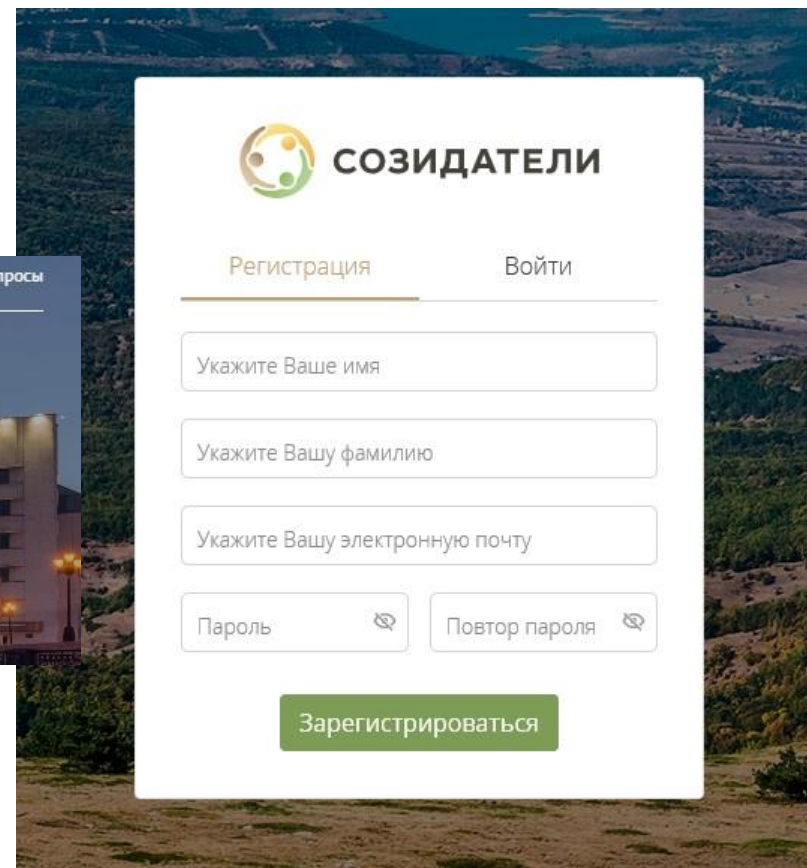 СОЗИДАТЕЛИ
Регистрация Войти
Укажите Ваше имя
Укажите Вашу фамилию
Укажите Вашу электронную почту
Пароль Повтор пароля
Зарегистрироваться